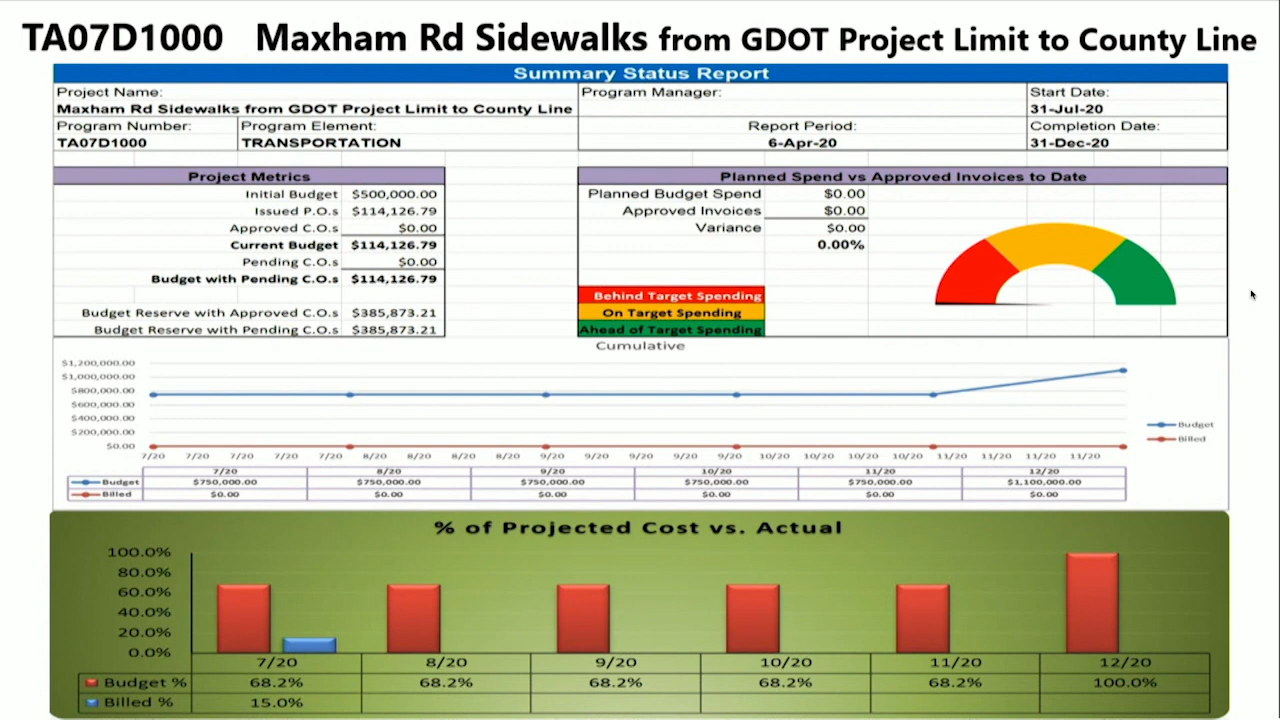 TA07D1000 Maxham Rd Sidewalks from GDOT Project Limit to County Line
Summary Status Report
Project Name: Program Manager: Start Date:
Maxham Rd Sidewalks from GDOT Project Limit to County Line 31-Jul-20
Program Number: Program Element: Report Period: Completion Date:
TA07D1000 TRANSPORTATION 6-Apr-20 31-Dec-20
Project Metrics
Initial Budget $500,000.00
Issued P.O.s $114,126.79
Approved C.O.s $0.00
Current Budget $114,126.79
Pending C.O.s $0.00
Budget with Pending C.O.s $114,126.79
Budget Reserve with Approved C.O.s $385,873.21
Budget Reserve with Pending C.O.s $385,873.21
Planned Spend vs Approved Invoices to Date
Planned Budget Spend $0.00
Approved Invoices $0.00
Variance $0.00
0.00%
Behind Target Spending
On Target Spending
Ahead of Target Spending
Cumulative
$1,200,000.00
$1,000,000.00
$800,000.00
$600,000.00
$400,000.00
$200,000.00
$0.00
7/20 7/20 7/20 7/20 7/20 8/20 8/20 8/20 8/20 9/20 9/20 9/20 9/20 10/20 10/20 10/20 10/20 10/20 11/20 11/20 11/20 11/20
Budget
Billed
7/20 8/20 9/20 10/20 11/20 12/20
Budget $750,000.00 $750,000.00 $750,000.00 $750,000.00 $750,000.00 $1,100,000.00
Billed $0.00 $0.00 $0.00 $0.00 $0.00 $0.00
% of Projected Cost vs. Actual
100.0%
80.0%
60.0%
40.0%
20.0%
0.0%
7/20 8/20 9/20 10/20 11/20 12/20
Budget % 68.2% 68.2% 68.2% 68.2% 68.2% 100.0%
Billed % 15.0%